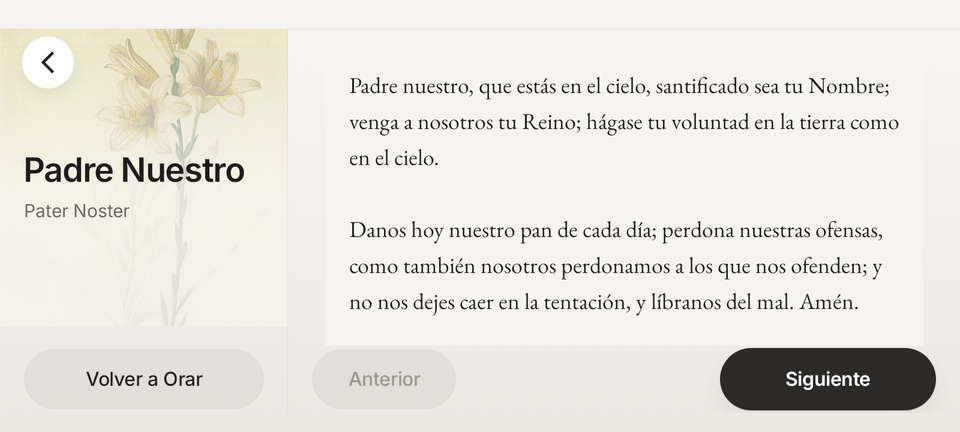 Padre Nuestro
Pater Noster
Volver a Orar
Padre nuestro, que estás en el cielo, santificado sea tu Nombre;
venga a nosotros tu Reino; hágase tu voluntad en la tierra como
en el cielo.
Danos hoy nuestro pan de cada día; perdona nuestras ofensas,
como también nosotros perdonamos a los que nos ofenden; y
no nos dejes caer en la tentación, y líbranos del mal. Amén.
Anterior
Siguiente